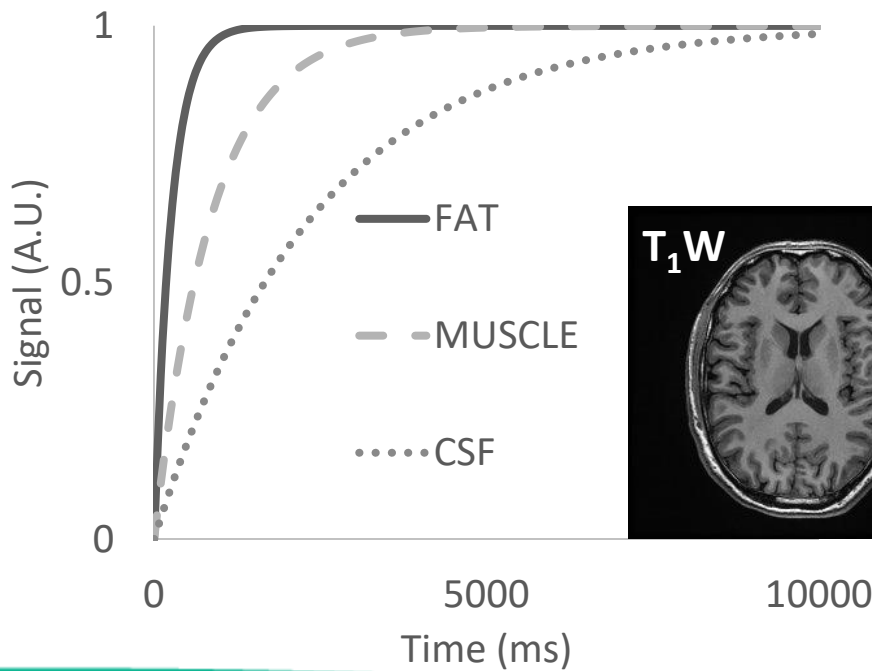 1
Signal (A.U.)
0.5
0
FAT
MUSCLE
CSF
T₁W
0
5000
10000
Time (ms)